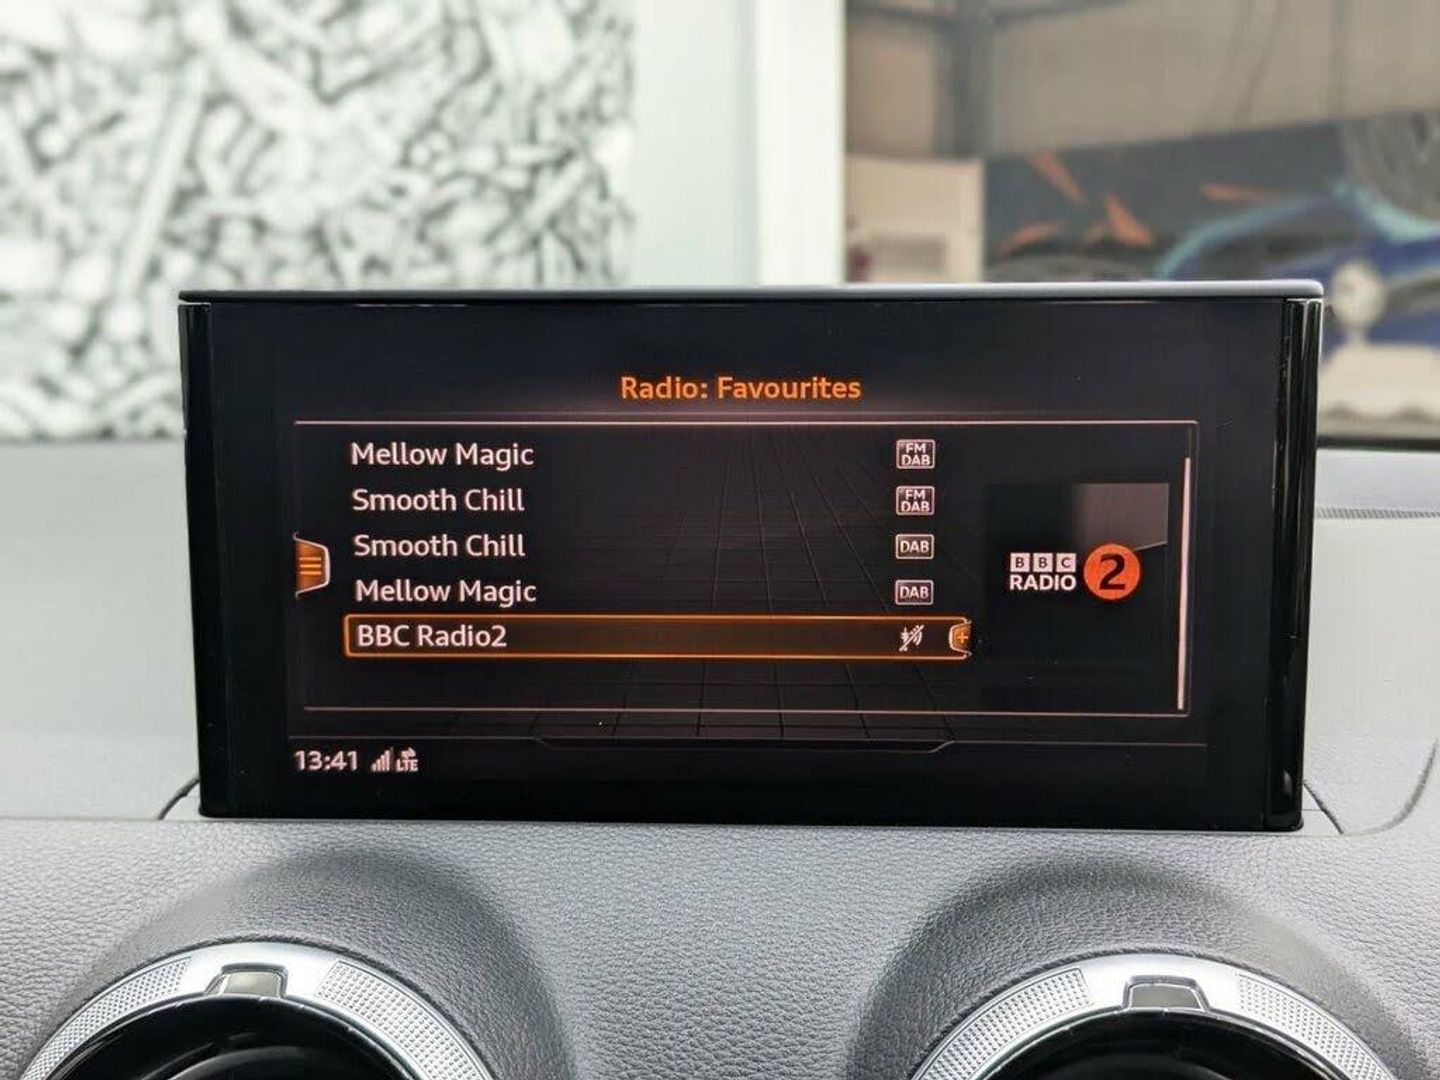 Radio: Favourites
Mellow Magic FM DAB
Smooth Chill FM DAB
Smooth Chill DAB
Mellow Magic DAB
BBC Radio2
BBC
RADIO 2
13:41 LTE